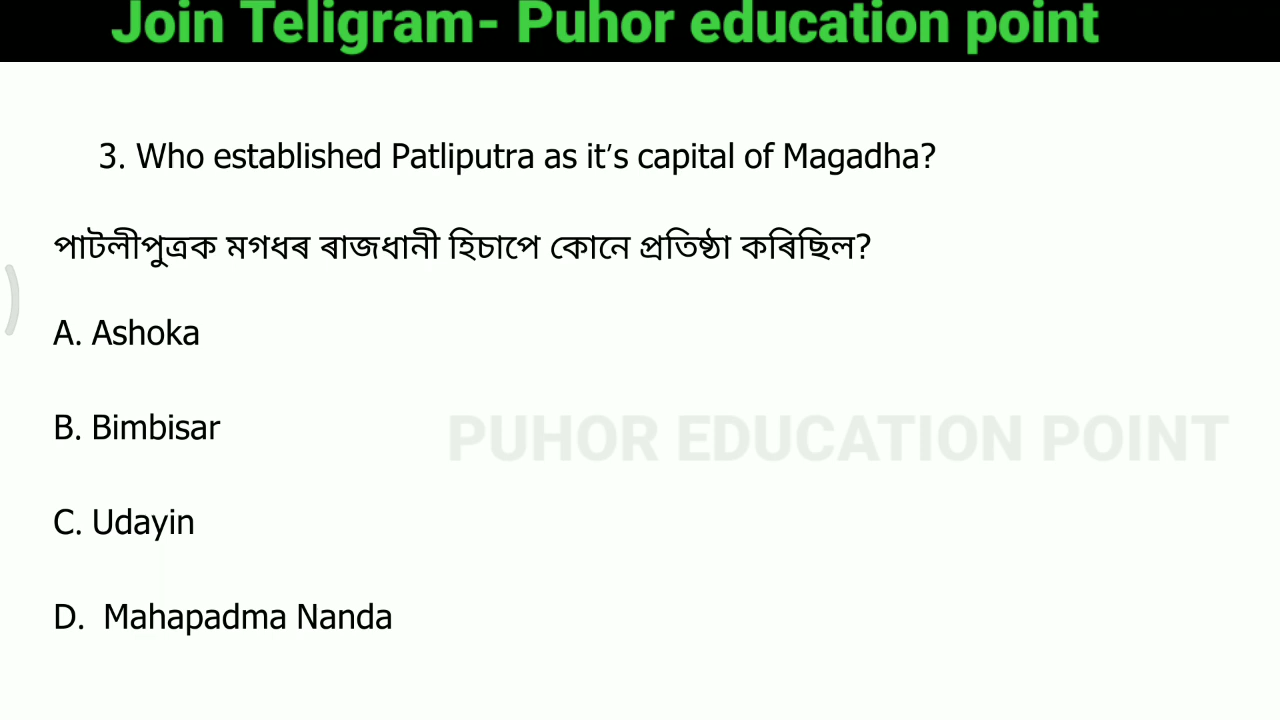 Join Teligram- Puhor education point
3. Who established Patliputra as it's capital of Magadha?
পাটলীপুত্ৰক মগধৰ ৰাজধানী হিচাপে কোনে প্ৰতিষ্ঠা কৰিছিল?
A. Ashoka
B. Bimbisar
PUHOR EDUCATION POINT
C. Udayin
D. Mahapadma Nanda